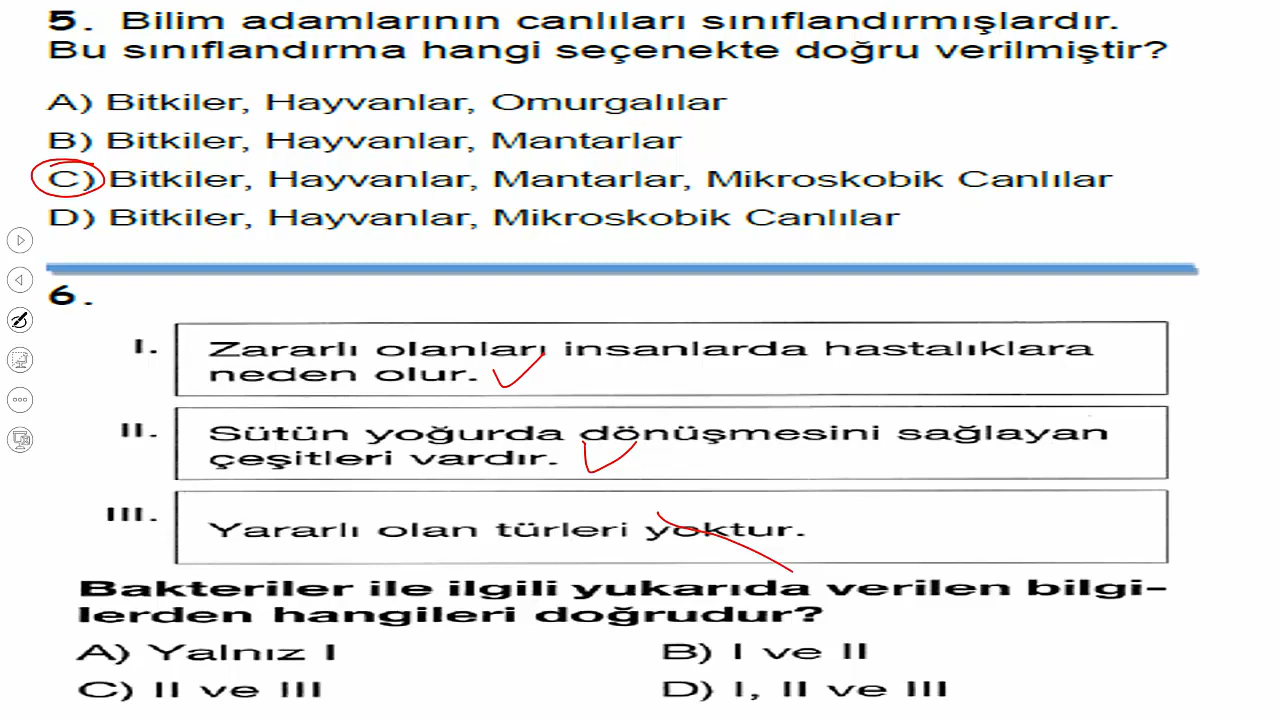 5. Bilim adamlarının canlıları sınıflandırmışlardır.
Bu sınıflandırma hangi seçenekte doğru verilmiştir?
A) Bitkiler, Hayvanlar, Omurgalılar
B) Bitkiler, Hayvanlar, Mantarlar
C) Bitkiler, Hayvanlar, Mantarlar, Mikroskobik Canlılar
D) Bitkiler, Hayvanlar, Mikroskobik Canlılar
6.
I. Zararlı olanları insanlarda hastalıklara
neden olur.
II. Sütün yoğurda dönüşmesini sağlayan
çeşitleri vardır.
III. Yararlı olan türleri yoktur.
Bakteriler ile ilgili yukarıda verilen bilgi-
lerden hangileri doğrudur?
A) Yalnız I B) I ve II
C) II ve III D) I, II ve III